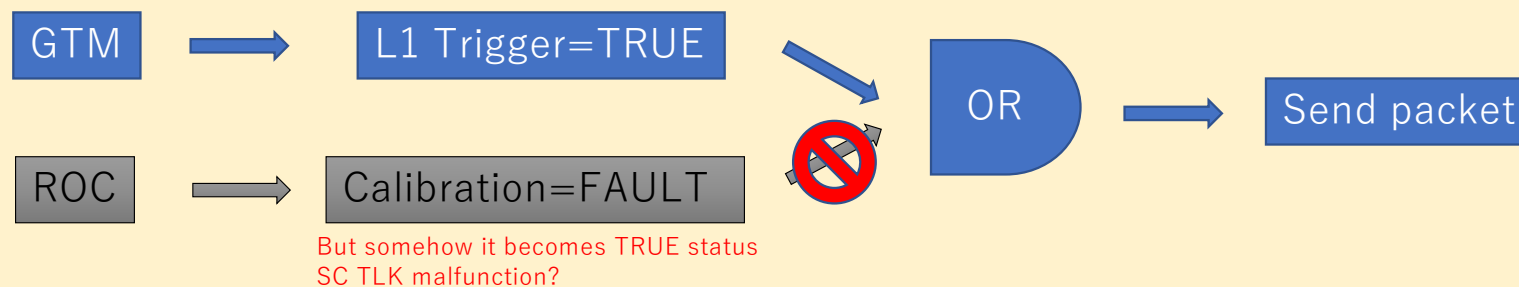 GTM
L1 Trigger=TRUE
OR
Send packet
ROC
Calibration=FAULT
But somehow it becomes TRUE status
SC TLK malfunction?